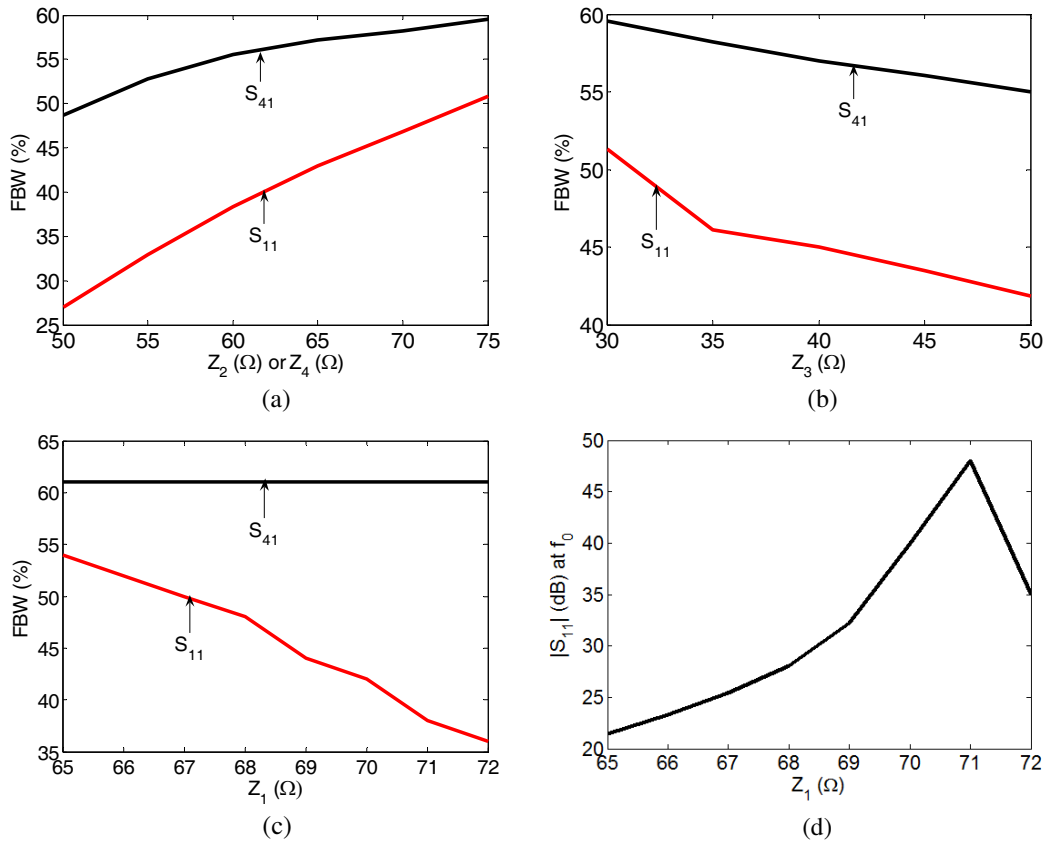 60
55
50
45
40
35
30
25
FBW (%)
S41
S11
50 55 60 65 70 75
Z2 (Ω) or Z4 (Ω)
(a)
60
55
50
45
40
FBW (%)
S41
S11
30 35 40 45 50
Z3 (Ω)
(b)
65
60
55
50
45
40
35
FBW (%)
S41
S11
65 66 67 68 69 70 71 72
Z1 (Ω)
(c)
50
45
40
35
30
25
20
|S11| (dB) at f0
65 66 67 68 69 70 71 72
Z1 (Ω)
(d)